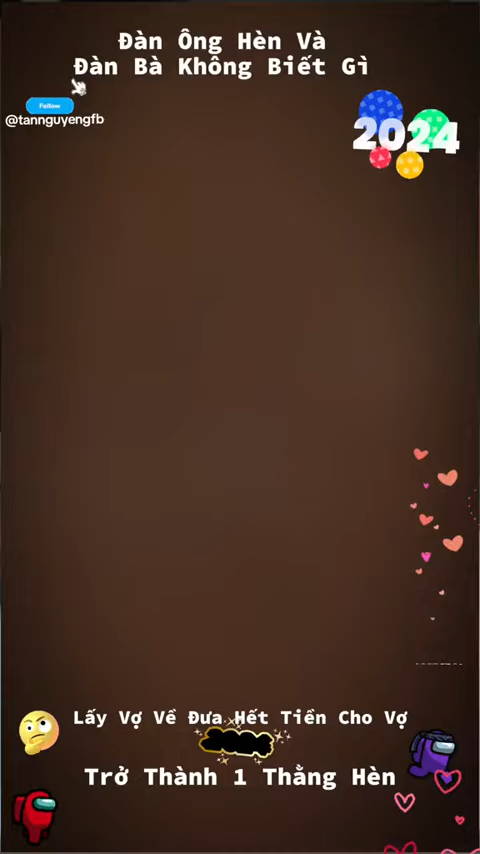 Đàn Ông Hèn Và
Đàn Bà Không Biết Gì
Follow
@tannguyengfb
2024
Lấy Vợ Về Đưa Hết Tiền Cho Vợ
Trở Thành 1 Thằng Hèn